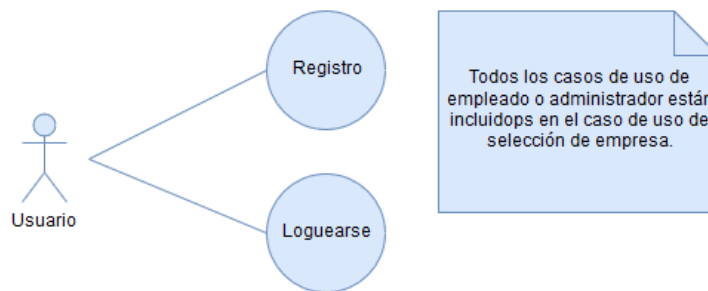 Registro
Usuario
Loguearse
Todos los casos de uso de
empleado o administrador están
incluidops en el caso de uso de
selección de empresa.